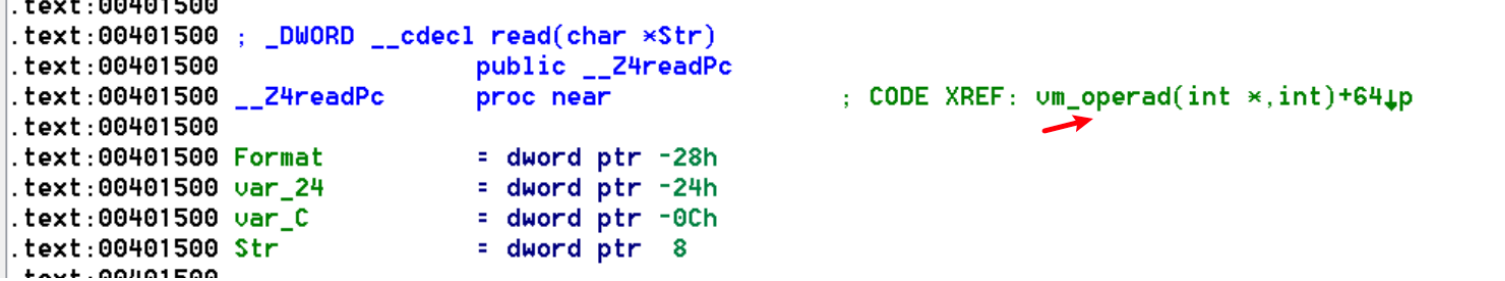 .text:00401500
.text:00401500 ; _DWORD __cdecl read(char *Str)
.text:00401500 public __Z4readPc
.text:00401500 __Z4readPc proc near ; CODE XREF: vm_operad(int *,int)+64↓p
.text:00401500
.text:00401500 Format = dword ptr -28h
.text:00401500 var_24 = dword ptr -24h
.text:00401500 var_C = dword ptr -0Ch
.text:00401500 Str = dword ptr 8
.text:00401500